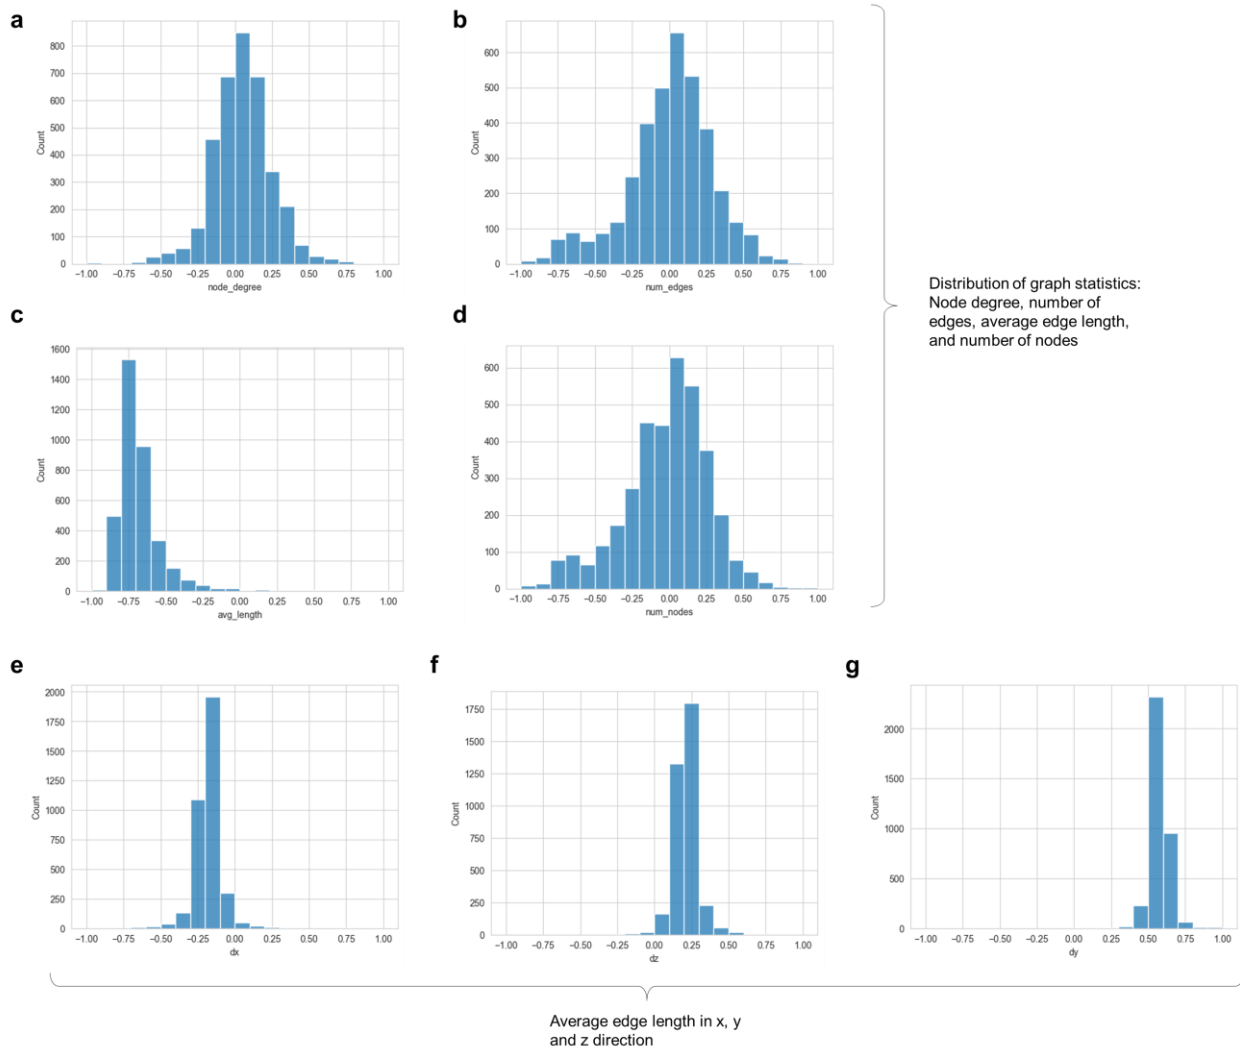 a
800
700
600
500
400
300
200
100
0
Count
−1.00 −0.75 −0.50 −0.25 0.00 0.25 0.50 0.75 1.00
node_degree
b
600
500
400
300
200
100
0
Count
−1.00 −0.75 −0.50 −0.25 0.00 0.25 0.50 0.75 1.00
num_edges
c
1600
1400
1200
1000
800
600
400
200
0
Count
−1.00 −0.75 −0.50 −0.25 0.00 0.25 0.50 0.75 1.00
avg_length
d
600
500
400
300
200
100
0
Count
−1.00 −0.75 −0.50 −0.25 0.00 0.25 0.50 0.75 1.00
num_nodes
Distribution of graph statistics:
Node degree, number of
edges, average edge length,
and number of nodes
e
2000
1750
1500
1250
1000
750
500
250
0
Count
−1.00 −0.75 −0.50 −0.25 0.00 0.25 0.50 0.75 1.00
dx
f
1750
1500
1250
1000
750
500
250
0
Count
−1.00 −0.75 −0.50 −0.25 0.00 0.25 0.50 0.75 1.00
dz
g
2000
1500
1000
500
0
Count
−1.00 −0.75 −0.50 −0.25 0.00 0.25 0.50 0.75 1.00
dy
Average edge length in x, y
and z direction